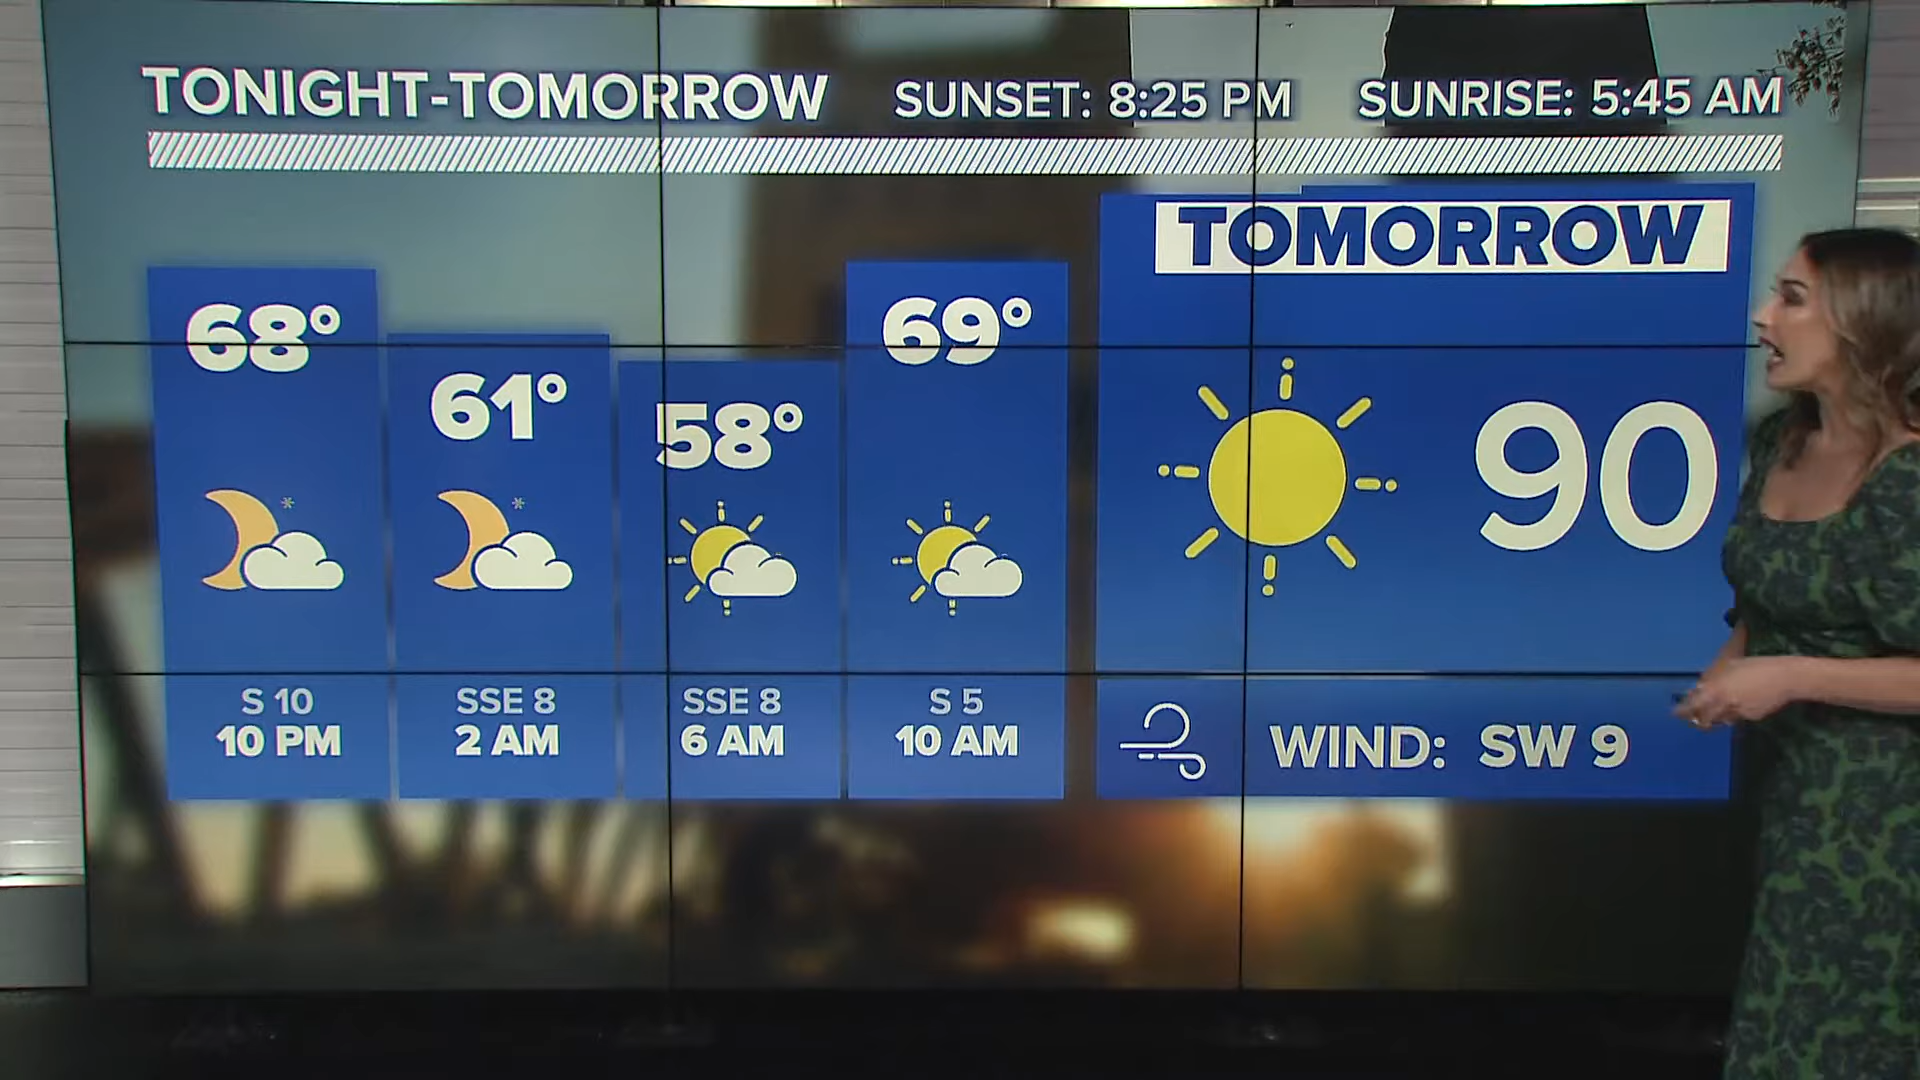 TONIGHT-TOMORROW
SUNSET: 8:25 PM
SUNRISE: 5:45 AM
68°
S 10
10 PM
61°
SSE 8
2 AM
58°
SSE 8
6 AM
69°
S 5
10 AM
TOMORROW
90
WIND: SW 9